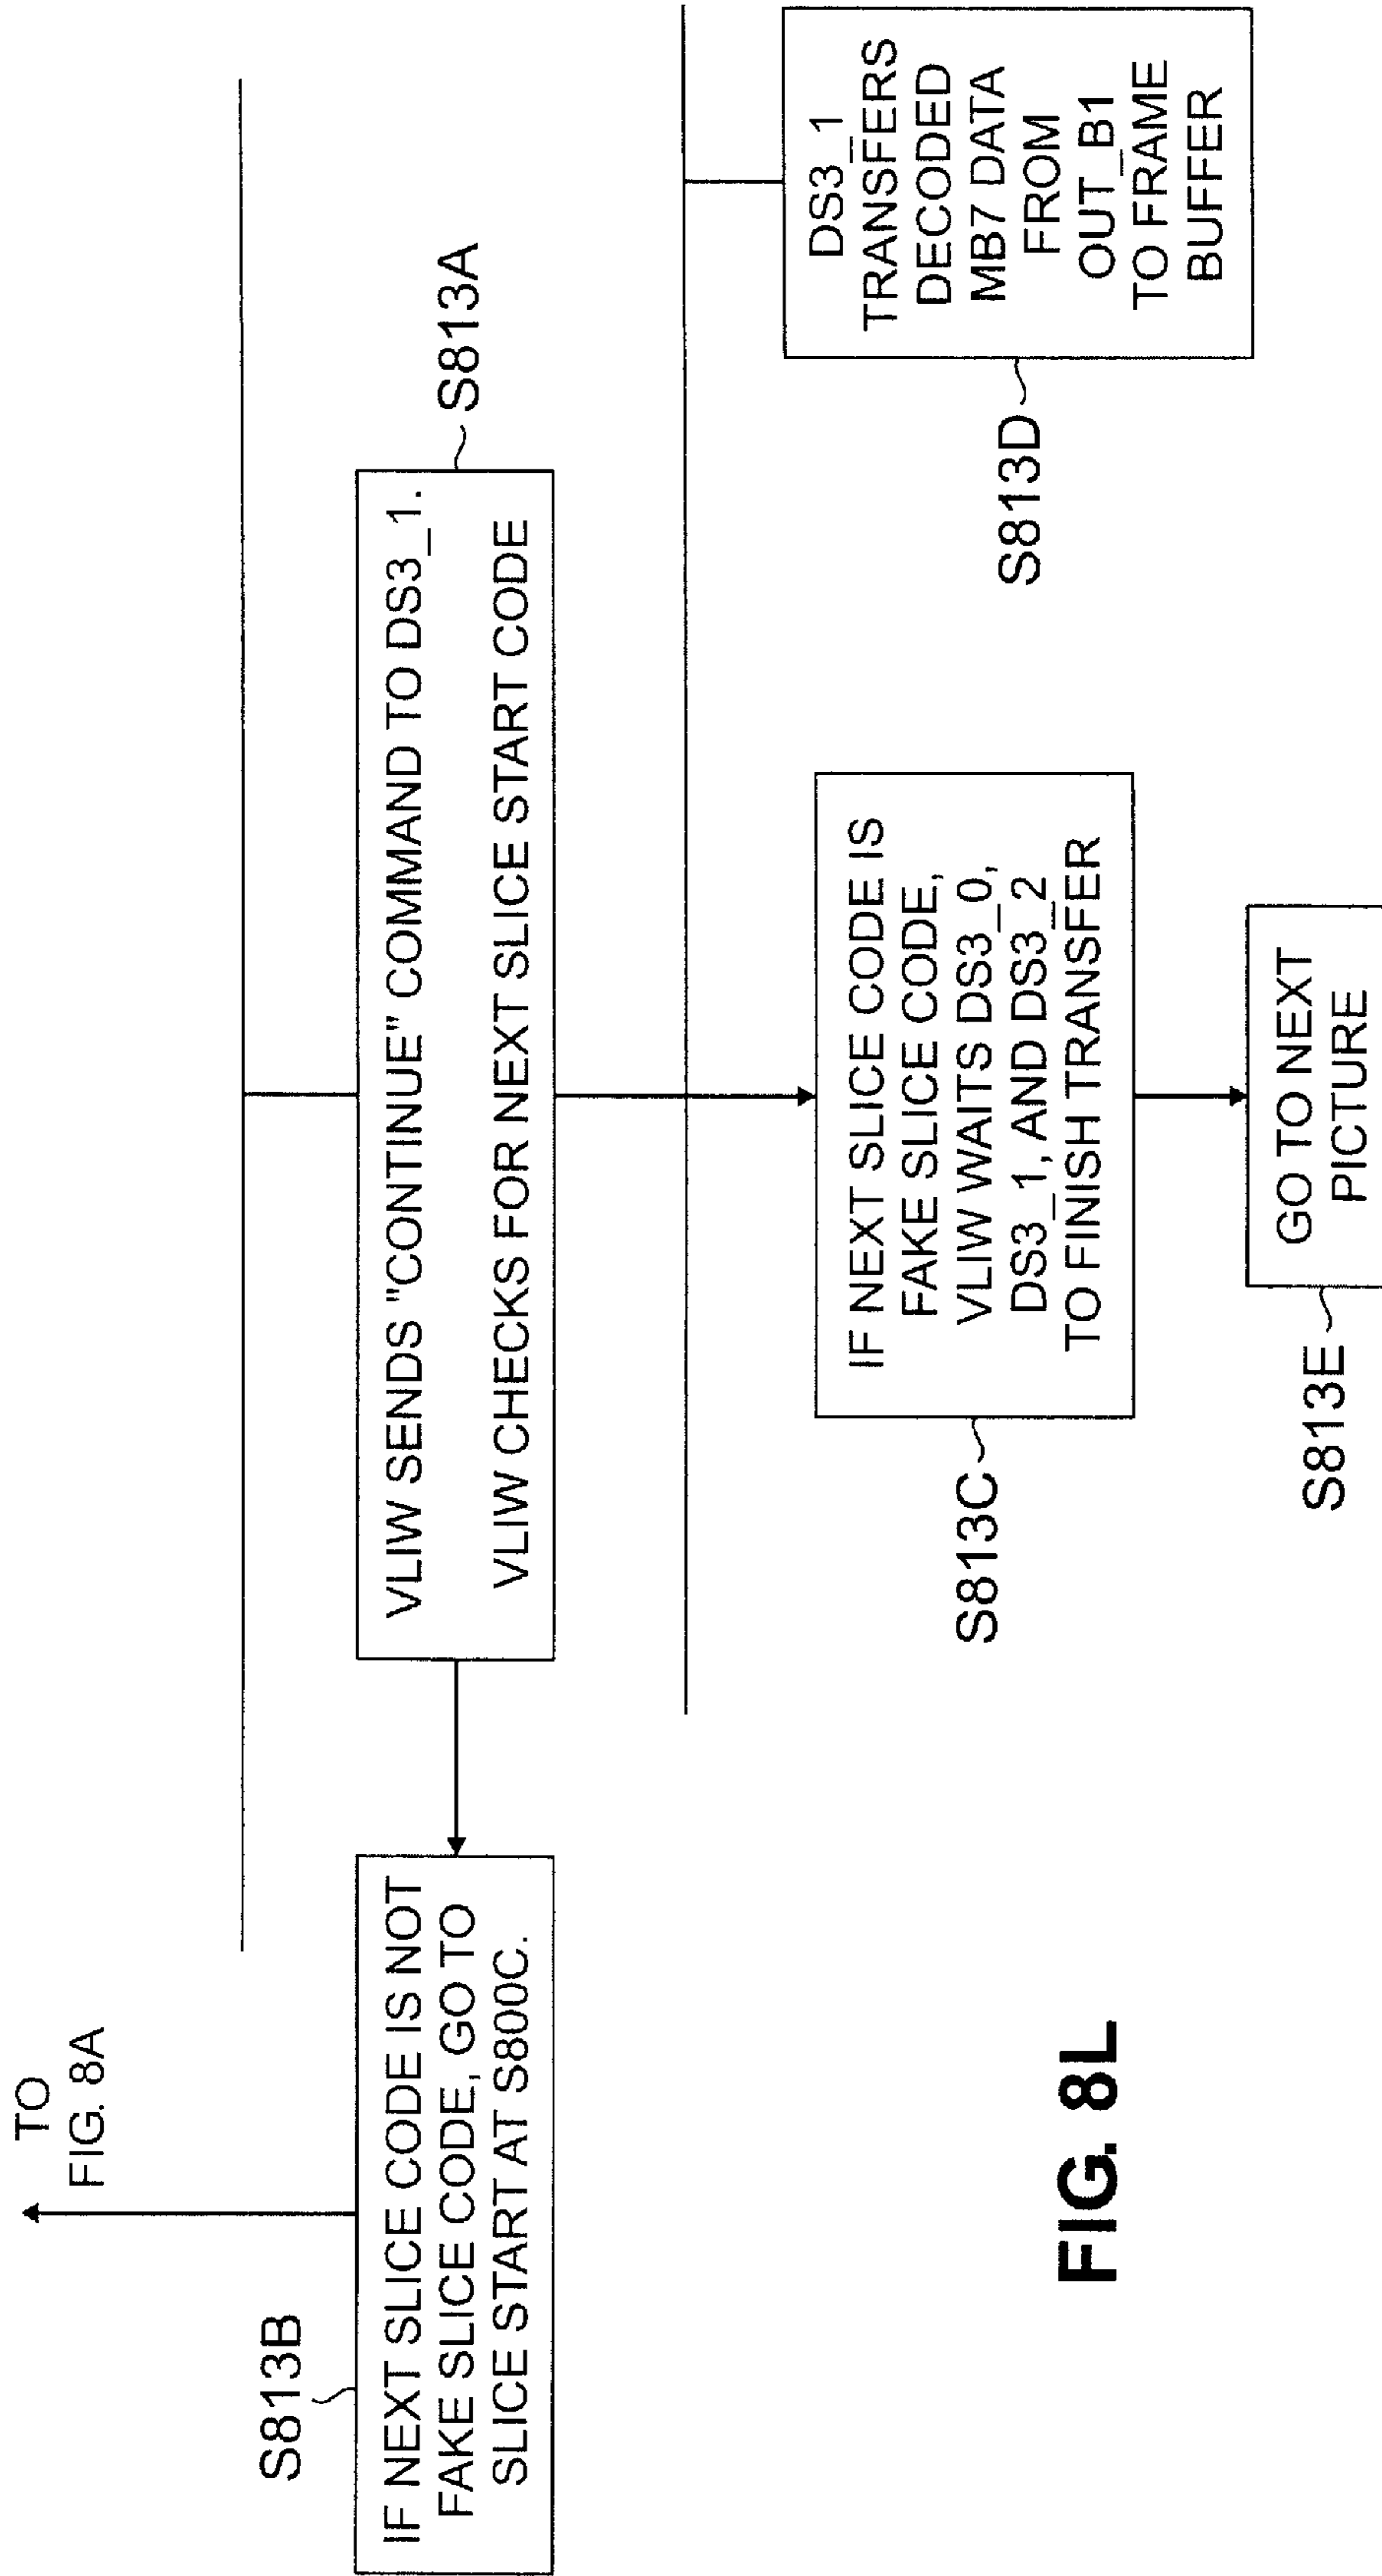 TO
FIG. 8A
S813B
IF NEXT SLICE CODE IS NOT
FAKE SLICE CODE, GO TO
SLICE START AT S800C.
VLIW SENDS "CONTINUE" COMMAND TO DS3_1.
VLIW CHECKS FOR NEXT SLICE START CODE
S813A
S813C
IF NEXT SLICE CODE IS
FAKE SLICE CODE,
VLIW WAITS DS3_0,
DS3_1, AND DS3_2
TO FINISH TRANSFER
S813D
DS3_1
TRANSFERS
DECODED
MB7 DATA
FROM
OUT_B1
TO FRAME
BUFFER
S813E
GO TO NEXT
PICTURE
FIG. 8L